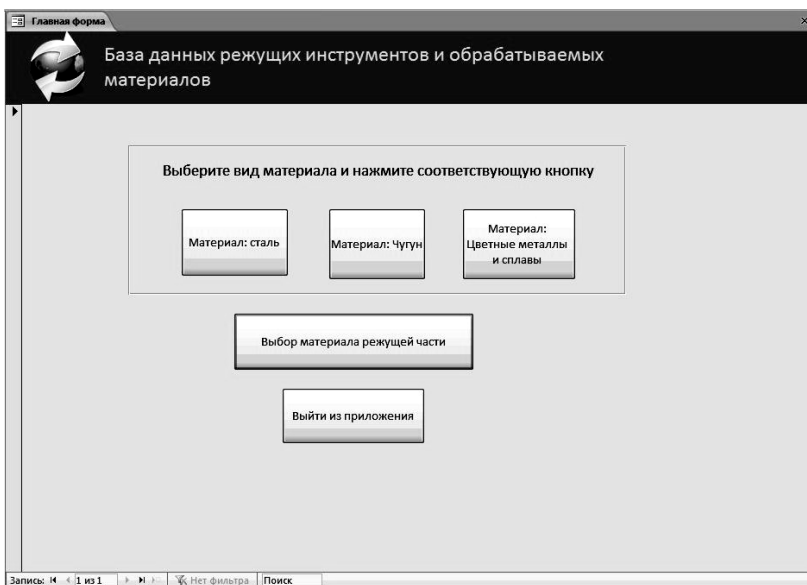 Главная форма
База данных режущих инструментов и обрабатываемых
материалов
Выберите вид материала и нажмите соответствующую кнопку
Материал: сталь
Материал: Чугун
Материал:
Цветные металлы
и сплавы
Выбор материала режущей части
Выйти из приложения
Запись: 1 из 1 Нет фильтра Поиск